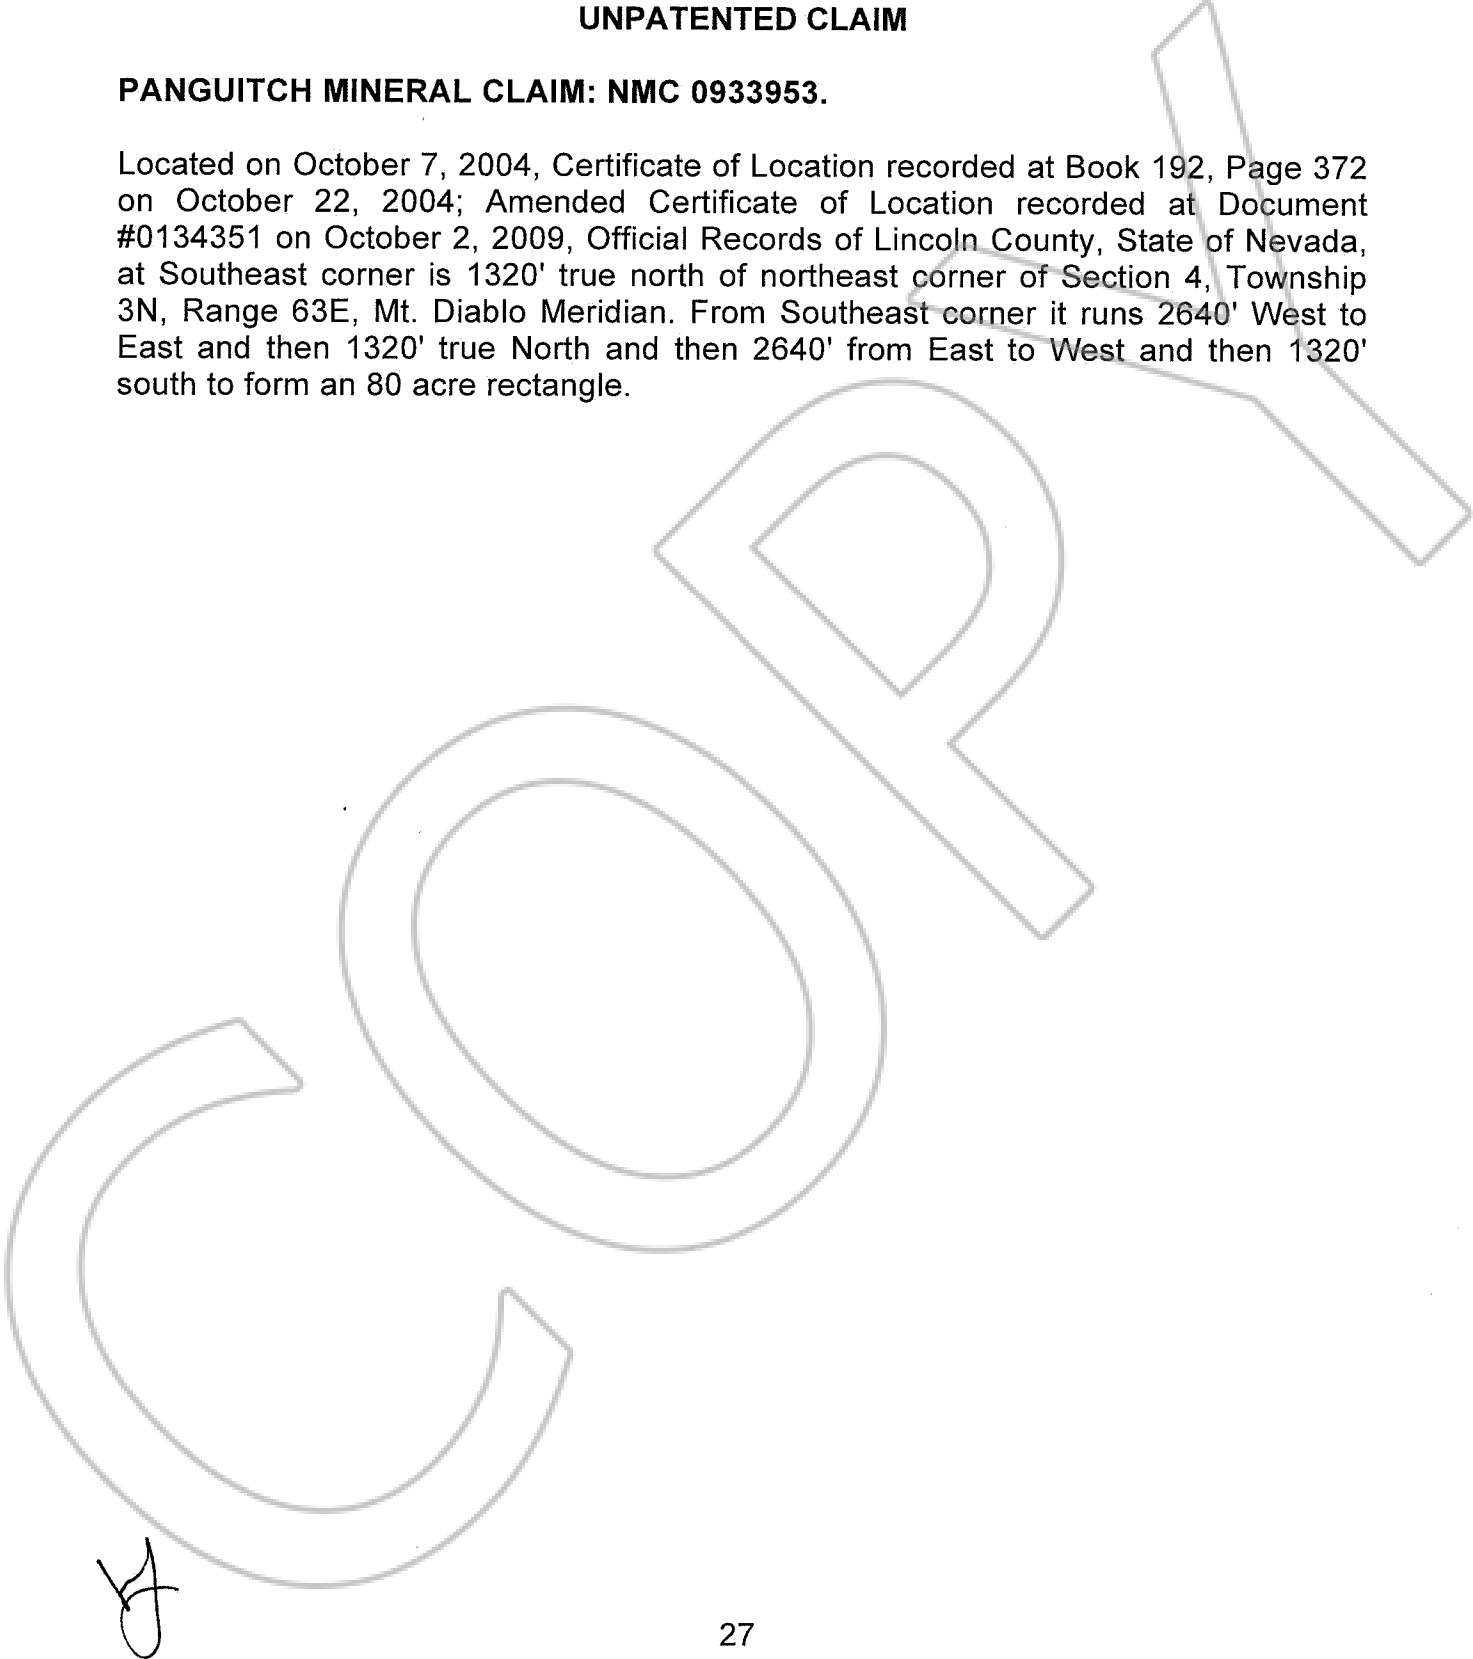 UNPATENTED CLAIM
PANGUITCH MINERAL CLAIM: NMC 0933953.
Located on October 7, 2004, Certificate of Location recorded at Book 192, Page 372
on October 22, 2004; Amended Certificate of Location recorded at Document
#0134351 on October 2, 2009, Official Records of Lincoln County, State of Nevada,
at Southeast corner is 1320' true north of northeast corner of Section 4, Township
3N, Range 63E, Mt. Diablo Meridian. From Southeast corner it runs 2640' West to
East and then 1320' true North and then 2640' from East to West and then 1320'
south to form an 80 acre rectangle.
COPY
27